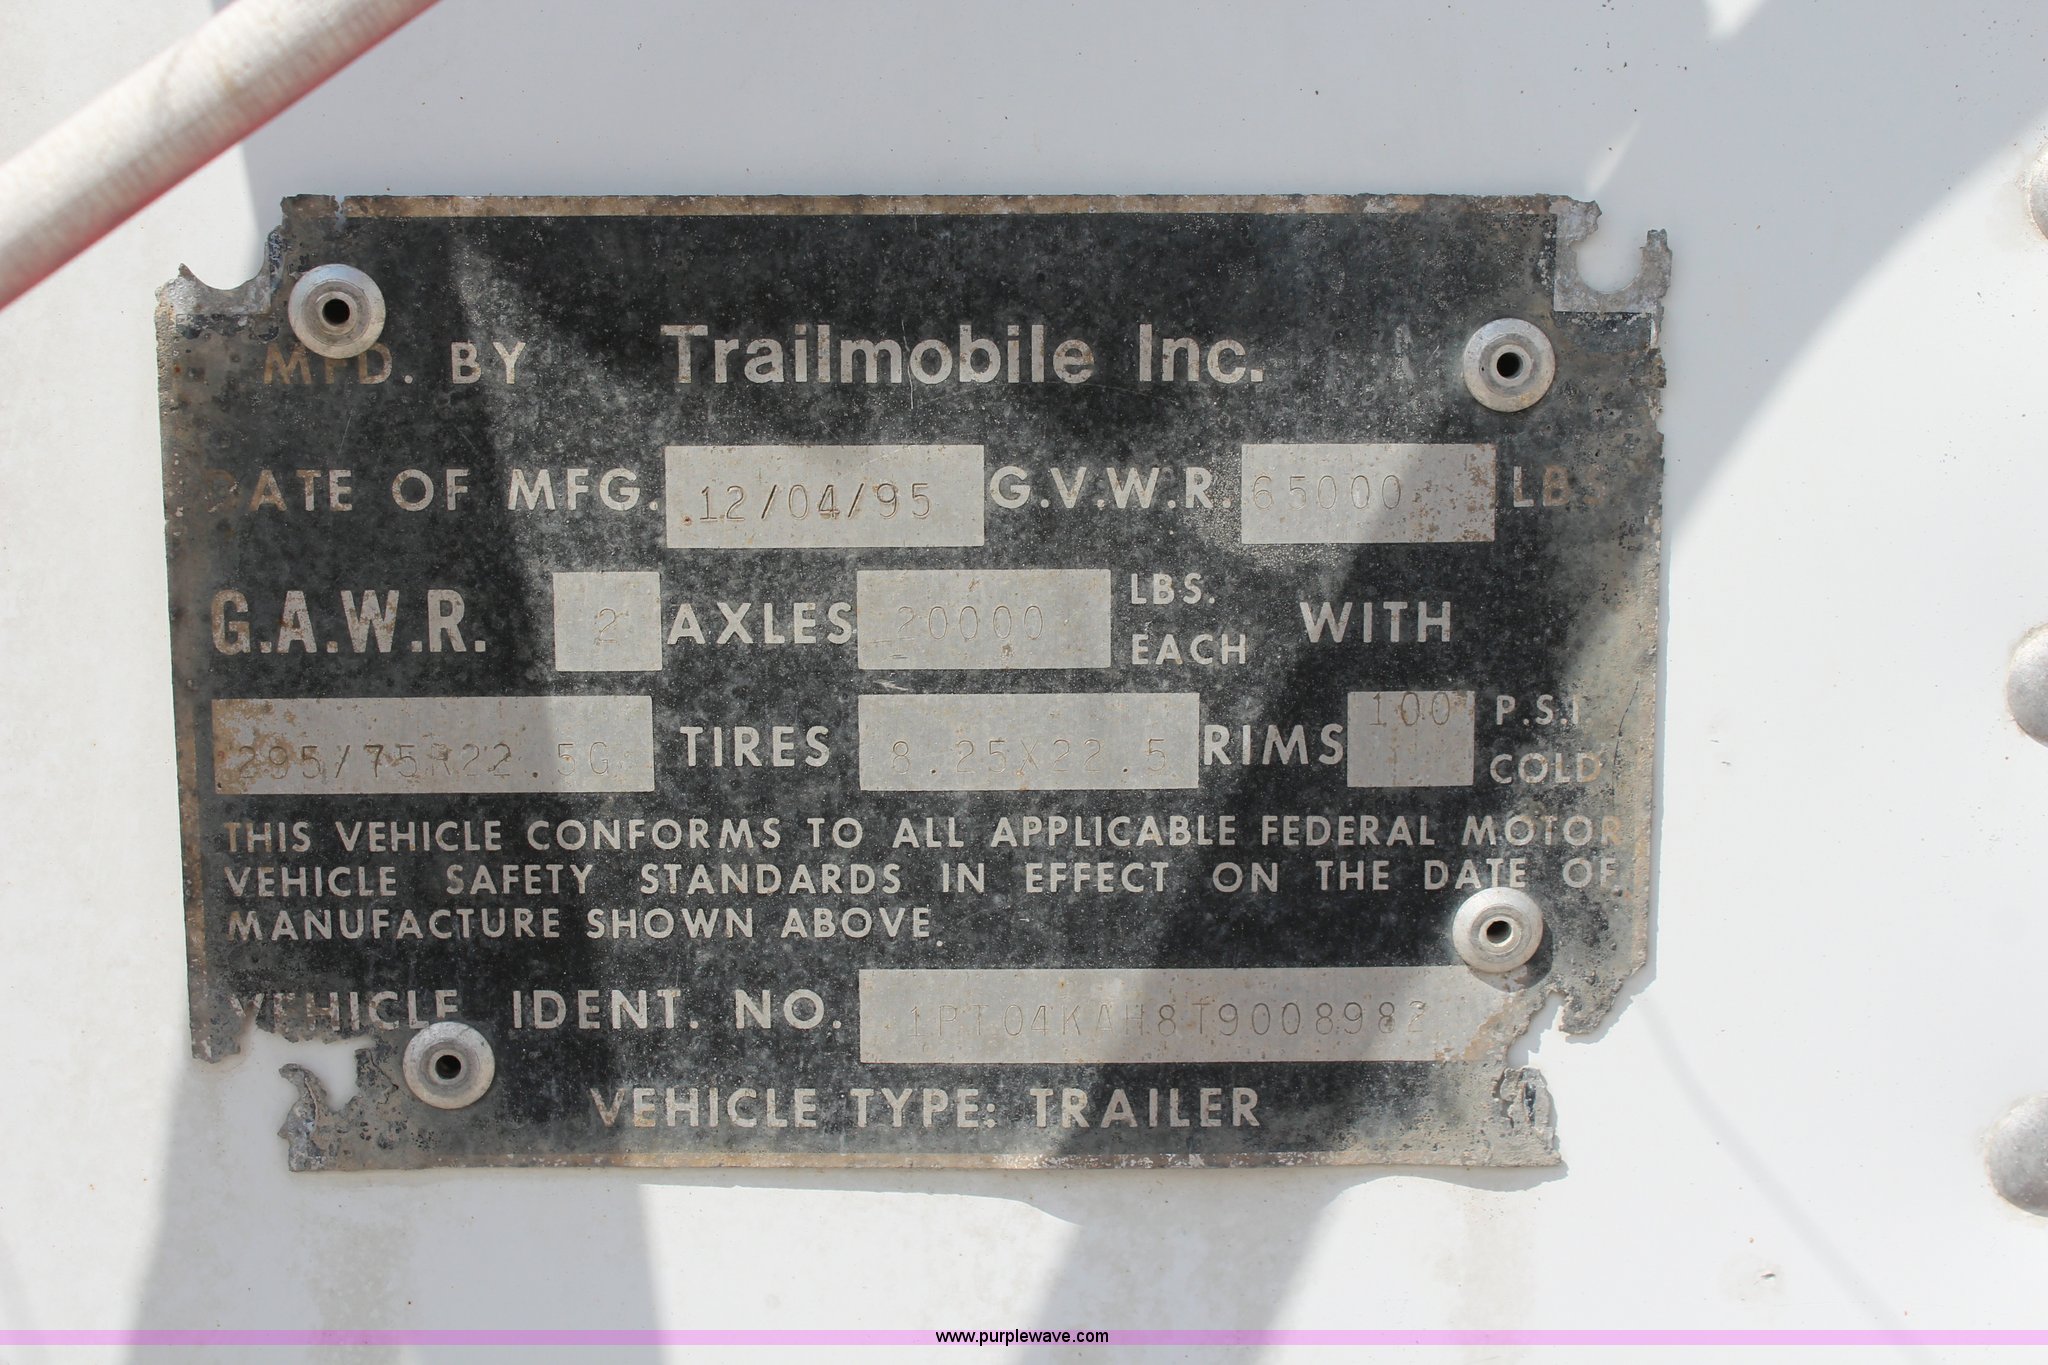 MFD. BY Trailmobile Inc.
DATE OF MFG. 12/04/95 G.V.W.R. 65000 LBS
G.A.W.R. 2 AXLES 20000 LBS. EACH WITH
295/75R22.5G TIRES 8.25X22.5 RIMS 100 P.S.I COLD
THIS VEHICLE CONFORMS TO ALL APPLICABLE FEDERAL MOTOR
VEHICLE SAFETY STANDARDS IN EFFECT ON THE DATE OF
MANUFACTURE SHOWN ABOVE.
VEHICLE IDENT. NO. 1PT04KAH8T9008982
VEHICLE TYPE: TRAILER
www.purplewave.com